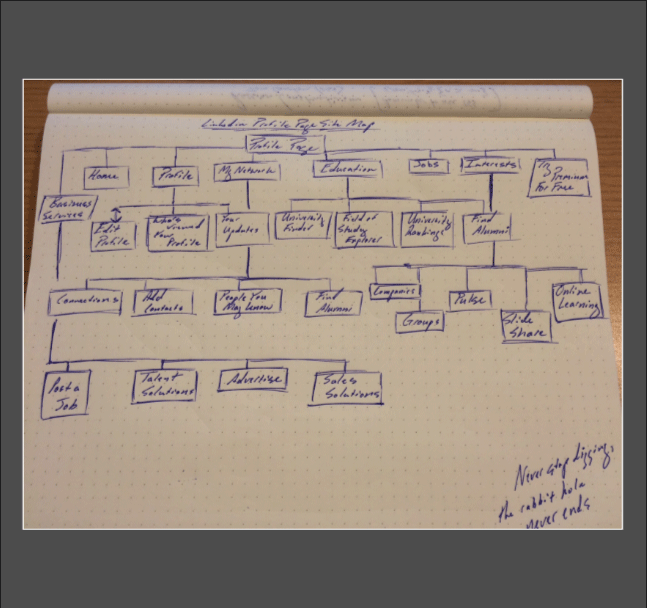 Linkedin Profile Page Site Map
Profile Page
Home
Profile
My Network
Education
Jobs
Interests
Try
Premium
For Free
Business
Services
Edit
Profile
Who's
Viewed
Your
Profile
Your
Updates
University
Finder
Field of
Study
Explorer
University
Rankings
Find
Alumni
Connections
Add
Contacts
People You
May Know
Find
Alumni
Companies
Groups
Pulse
Slide
Share
Online
Learning
Post a
Job
Talent
Solutions
Advertise
Sales
Solutions
Never stop digging,
the rabbit hole
never ends